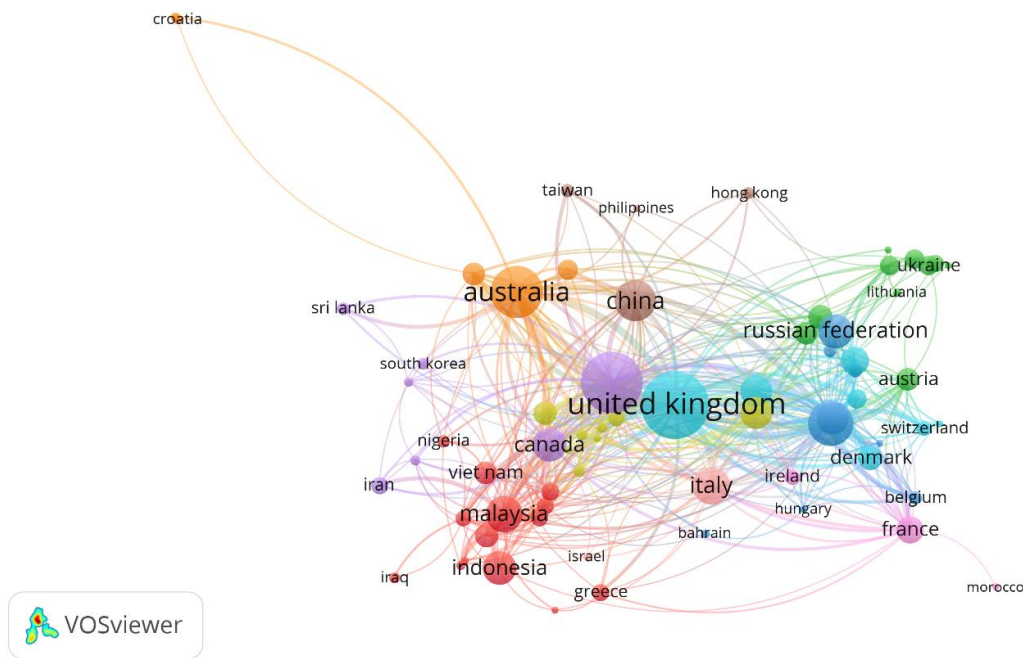 croatia
taiwan
hong kong
philippines
ukraine
australia
lithuania
china
sri lanka
russian federation
south korea
austria
united kingdom
switzerland
nigeria
canada
denmark
viet nam
ireland
iran
italy
belgium
hungary
malaysia
france
bahrain
israel
indonesia
iraq
morocco
greece
VOSviewer